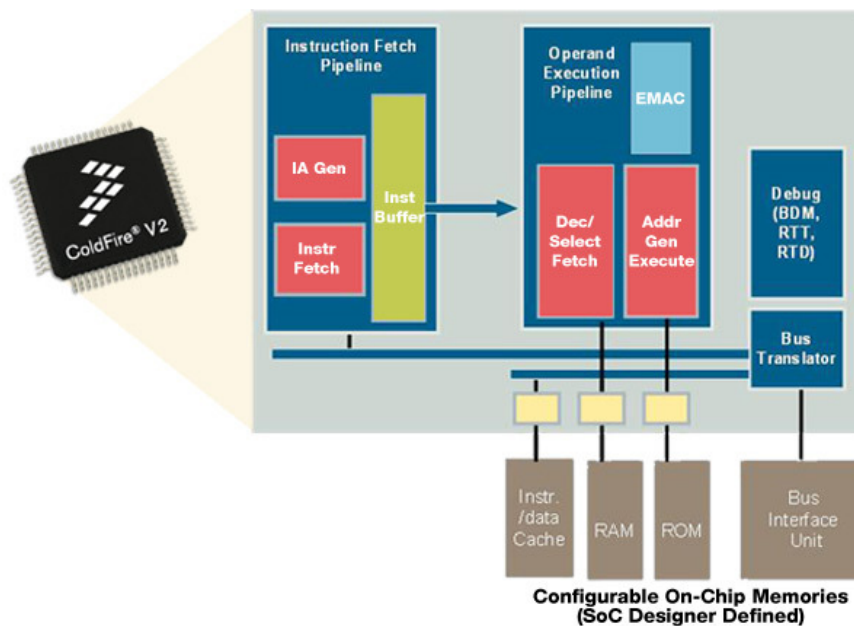 Instruction Fetch
Pipeline
IA Gen
Instr
Fetch
Inst
Buffer
Operand
Execution
Pipeline
EMAC
Dec/
Select
Fetch
Addr
Gen
Execute
Debug
(BDM,
RTT,
RTD)
Bus
Translator
ColdFire® V2
Instr.
/data
Cache
RAM
ROM
Bus
Interface
Unit
Configurable On-Chip Memories
(SoC Designer Defined)